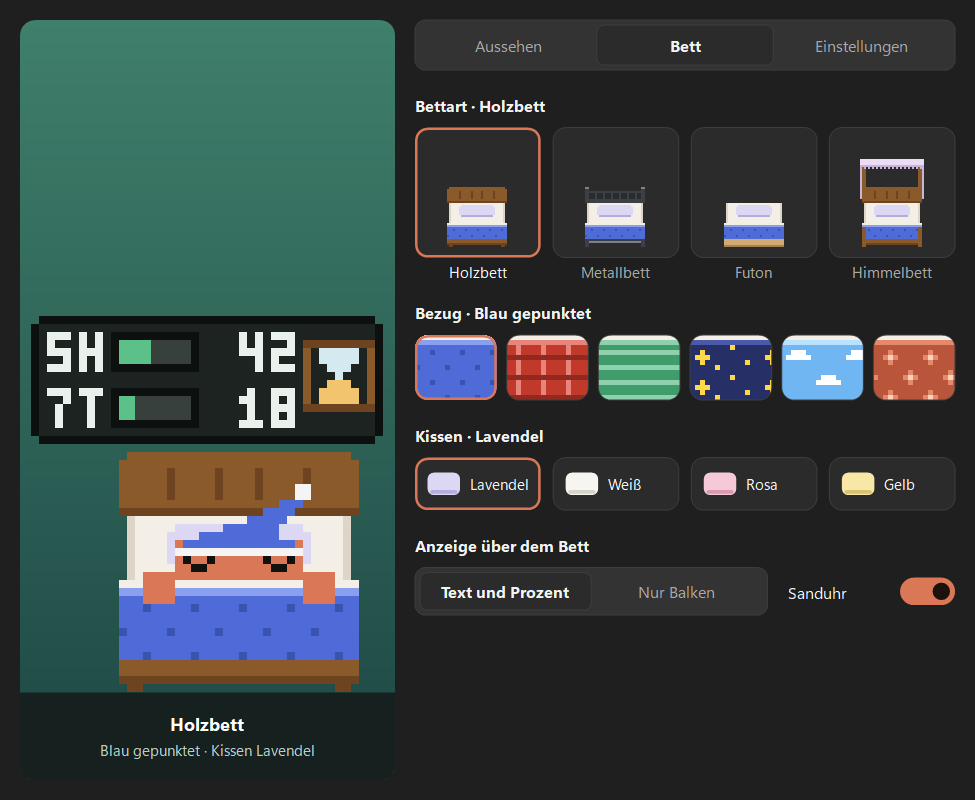 Aussehen
Bett
Einstellungen
Bettart · Holzbett
Holzbett
Metallbett
Futon
Himmelbett
Bezug · Blau gepunktet
Kissen · Lavendel
Lavendel
Weiß
Rosa
Gelb
Anzeige über dem Bett
Text und Prozent
Nur Balken
Sanduhr
5H 42
7T 18
Holzbett
Blau gepunktet · Kissen Lavendel